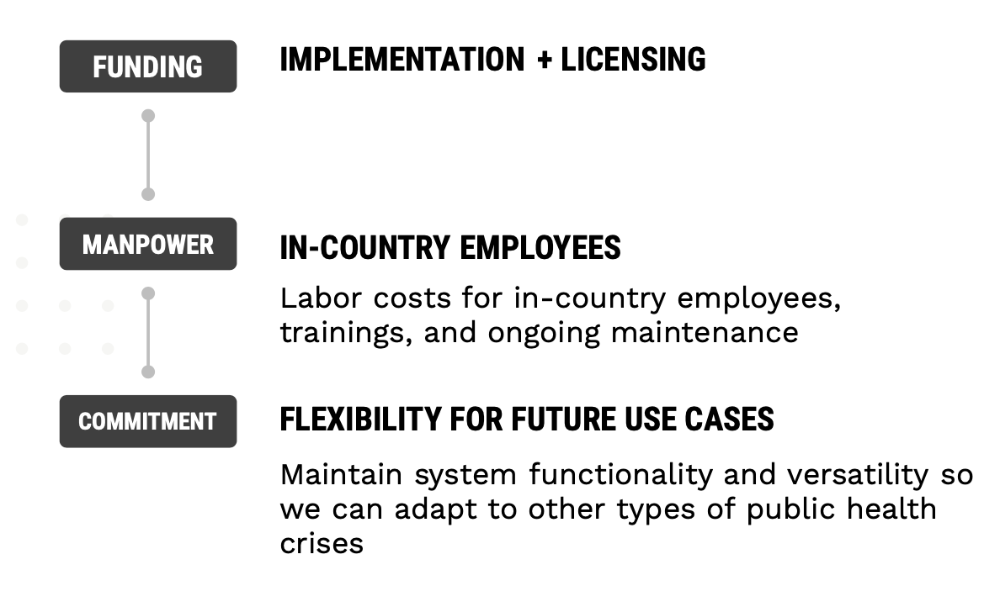 FUNDING
IMPLEMENTATION + LICENSING
MANPOWER
IN-COUNTRY EMPLOYEES
Labor costs for in-country employees,
trainings, and ongoing maintenance
COMMITMENT
FLEXIBILITY FOR FUTURE USE CASES
Maintain system functionality and versatility so
we can adapt to other types of public health
crises